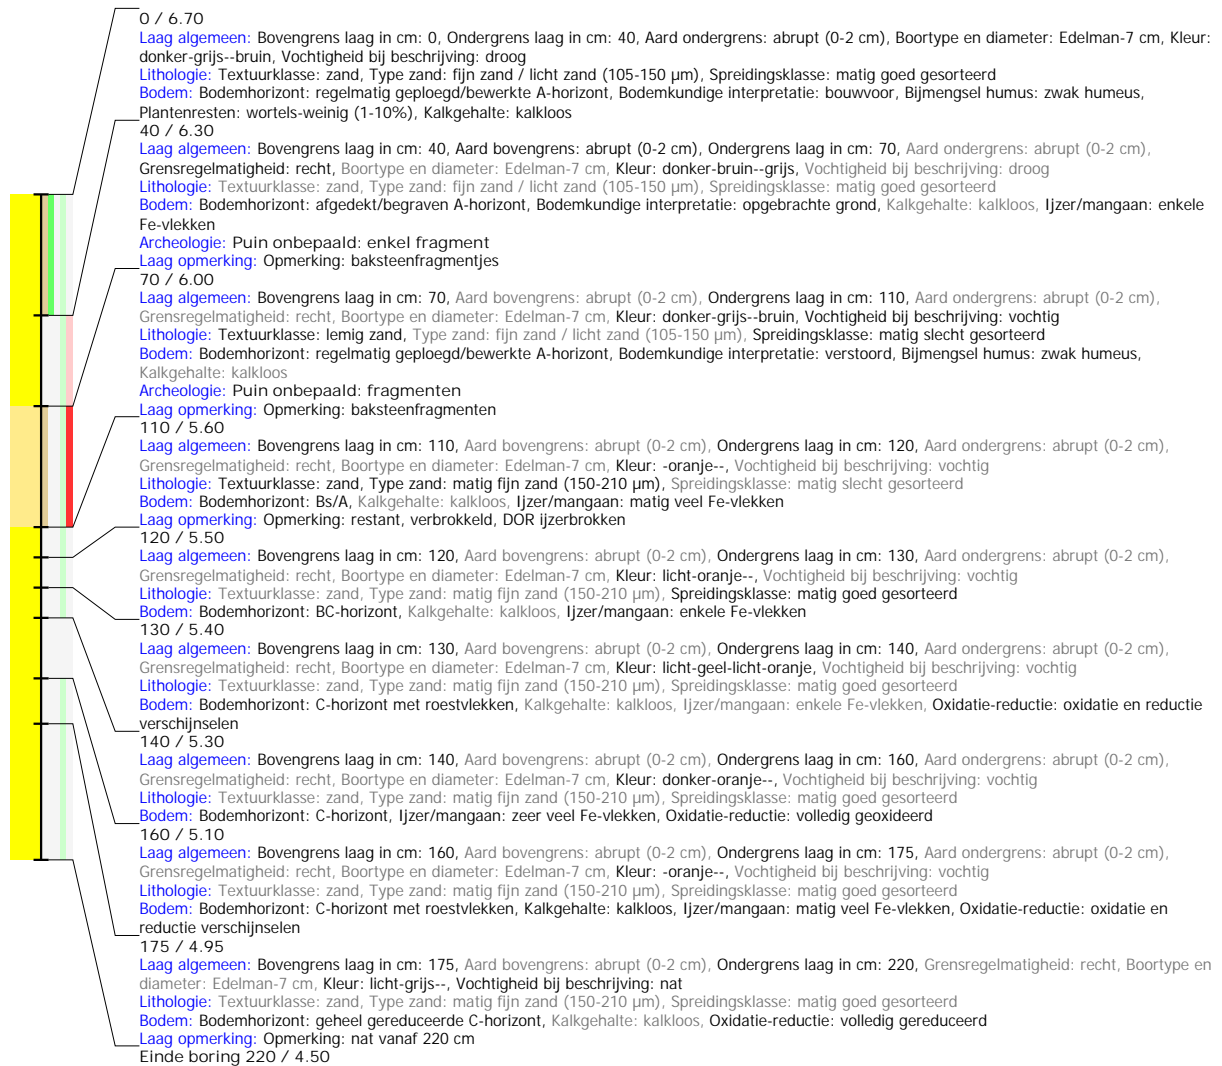 0 / 6.70
Laag algemeen: Bovengrens laag in cm: 0, Ondergrens laag in cm: 40, Aard ondergrens: abrupt (0-2 cm), Boortype en diameter: Edelman-7 cm, Kleur:
donker-grijs--bruin, Vochtigheid bij beschrijving: droog
Lithologie: Textuurklasse: zand, Type zand: fijn zand / licht zand (105-150 µm), Spreidingsklasse: matig goed gesorteerd
Bodem: Bodemhorizont: regelmatig geploegd/bewerkte A-horizont, Bodemkundige interpretatie: bouwvoor, Bijmengsel humus: zwak humeus,
Plantenresten: wortels-weinig (1-10%), Kalkgehalte: kalkloos
40 / 6.30
Laag algemeen: Bovengrens laag in cm: 40, Aard bovengrens: abrupt (0-2 cm), Ondergrens laag in cm: 70, Aard ondergrens: abrupt (0-2 cm),
Grensregelmatigheid: recht, Boortype en diameter: Edelman-7 cm, Kleur: donker-bruin--grijs, Vochtigheid bij beschrijving: droog
Lithologie: Textuurklasse: zand, Type zand: fijn zand / licht zand (105-150 µm), Spreidingsklasse: matig goed gesorteerd
Bodem: Bodemhorizont: afgedekt/begraven A-horizont, Bodemkundige interpretatie: opgebrachte grond, Kalkgehalte: kalkloos, Ijzer/mangaan: enkele
Fe-vlekken
Archeologie: Puin onbepaald: enkel fragment
Laag opmerking: Opmerking: baksteenfragmentjes
70 / 6.00
Laag algemeen: Bovengrens laag in cm: 70, Aard bovengrens: abrupt (0-2 cm), Ondergrens laag in cm: 110, Aard ondergrens: abrupt (0-2 cm),
Grensregelmatigheid: recht, Boortype en diameter: Edelman-7 cm, Kleur: donker-grijs--bruin, Vochtigheid bij beschrijving: vochtig
Lithologie: Textuurklasse: lemig zand, Type zand: fijn zand / licht zand (105-150 µm), Spreidingsklasse: matig slecht gesorteerd
Bodem: Bodemhorizont: regelmatig geploegd/bewerkte A-horizont, Bodemkundige interpretatie: verstoord, Bijmengsel humus: zwak humeus,
Kalkgehalte: kalkloos
Archeologie: Puin onbepaald: fragmenten
Laag opmerking: Opmerking: baksteenfragmenten
110 / 5.60
Laag algemeen: Bovengrens laag in cm: 110, Aard bovengrens: abrupt (0-2 cm), Ondergrens laag in cm: 120, Aard ondergrens: abrupt (0-2 cm),
Grensregelmatigheid: recht, Boortype en diameter: Edelman-7 cm, Kleur: -oranje--, Vochtigheid bij beschrijving: vochtig
Lithologie: Textuurklasse: zand, Type zand: matig fijn zand (150-210 µm), Spreidingsklasse: matig slecht gesorteerd
Bodem: Bodemhorizont: Bs/A, Kalkgehalte: kalkloos, Ijzer/mangaan: matig veel Fe-vlekken
Laag opmerking: Opmerking: restant, verbrokkeld, DOR ijzerbrokken
120 / 5.50
Laag algemeen: Bovengrens laag in cm: 120, Aard bovengrens: abrupt (0-2 cm), Ondergrens laag in cm: 130, Aard ondergrens: abrupt (0-2 cm),
Grensregelmatigheid: recht, Boortype en diameter: Edelman-7 cm, Kleur: licht-oranje--, Vochtigheid bij beschrijving: vochtig
Lithologie: Textuurklasse: zand, Type zand: matig fijn zand (150-210 µm), Spreidingsklasse: matig goed gesorteerd
Bodem: Bodemhorizont: BC-horizont, Kalkgehalte: kalkloos, Ijzer/mangaan: enkele Fe-vlekken
130 / 5.40
Laag algemeen: Bovengrens laag in cm: 130, Aard bovengrens: abrupt (0-2 cm), Ondergrens laag in cm: 140, Aard ondergrens: abrupt (0-2 cm),
Grensregelmatigheid: recht, Boortype en diameter: Edelman-7 cm, Kleur: licht-geel-licht-oranje, Vochtigheid bij beschrijving: vochtig
Lithologie: Textuurklasse: zand, Type zand: matig fijn zand (150-210 µm), Spreidingsklasse: matig goed gesorteerd
Bodem: Bodemhorizont: C-horizont met roestvlekken, Kalkgehalte: kalkloos, Ijzer/mangaan: enkele Fe-vlekken, Oxidatie-reductie: oxidatie en reductie
verschijnselen
140 / 5.30
Laag algemeen: Bovengrens laag in cm: 140, Aard bovengrens: abrupt (0-2 cm), Ondergrens laag in cm: 160, Aard ondergrens: abrupt (0-2 cm),
Grensregelmatigheid: recht, Boortype en diameter: Edelman-7 cm, Kleur: donker-oranje--, Vochtigheid bij beschrijving: vochtig
Lithologie: Textuurklasse: zand, Type zand: matig fijn zand (150-210 µm), Spreidingsklasse: matig goed gesorteerd
Bodem: Bodemhorizont: C-horizont, Ijzer/mangaan: zeer veel Fe-vlekken, Oxidatie-reductie: volledig geoxideerd
160 / 5.10
Laag algemeen: Bovengrens laag in cm: 160, Aard bovengrens: abrupt (0-2 cm), Ondergrens laag in cm: 175, Aard ondergrens: abrupt (0-2 cm),
Grensregelmatigheid: recht, Boortype en diameter: Edelman-7 cm, Kleur: -oranje--, Vochtigheid bij beschrijving: vochtig
Lithologie: Textuurklasse: zand, Type zand: matig fijn zand (150-210 µm), Spreidingsklasse: matig goed gesorteerd
Bodem: Bodemhorizont: C-horizont met roestvlekken, Kalkgehalte: kalkloos, Ijzer/mangaan: matig veel Fe-vlekken, Oxidatie-reductie: oxidatie en
reductie verschijnselen
175 / 4.95
Laag algemeen: Bovengrens laag in cm: 175, Aard bovengrens: abrupt (0-2 cm), Ondergrens laag in cm: 220, Grensregelmatigheid: recht, Boortype en
diameter: Edelman-7 cm, Kleur: licht-grijs--, Vochtigheid bij beschrijving: nat
Lithologie: Textuurklasse: zand, Type zand: matig fijn zand (150-210 µm), Spreidingsklasse: matig goed gesorteerd
Bodem: Bodemhorizont: geheel gereduceerde C-horizont, Kalkgehalte: kalkloos, Oxidatie-reductie: volledig gereduceerd
Laag opmerking: Opmerking: nat vanaf 220 cm
Einde boring 220 / 4.50